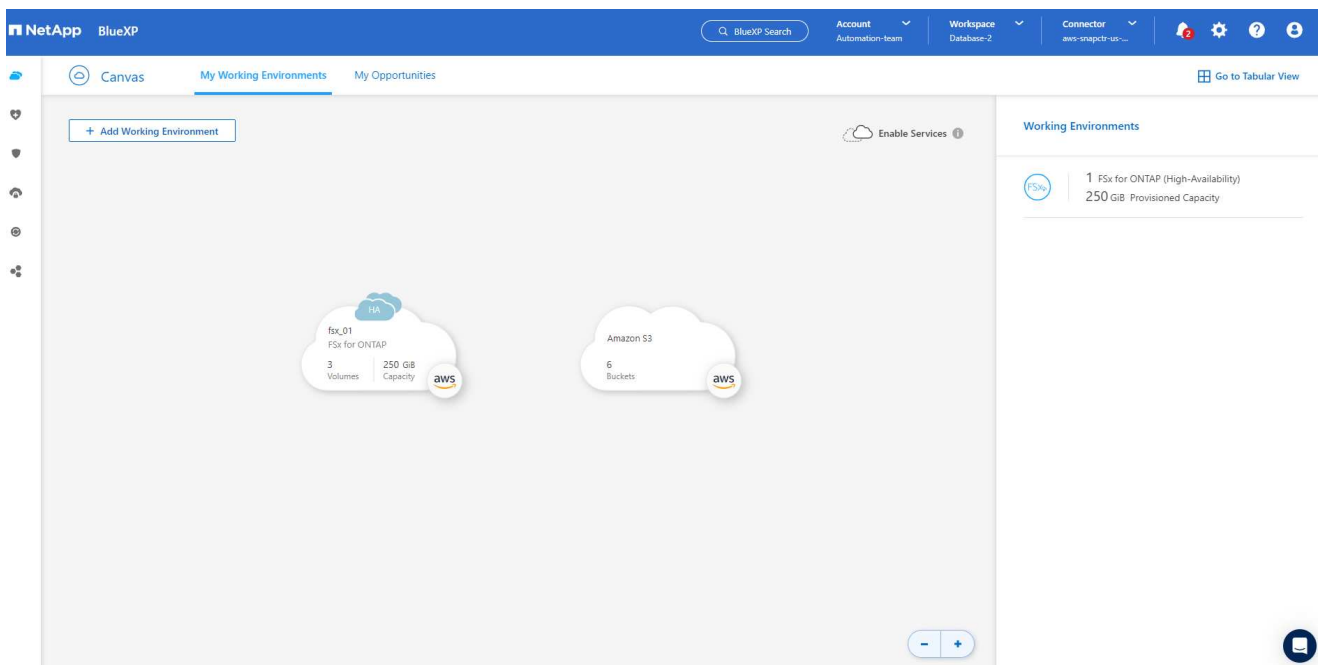 NetApp BlueXP
BlueXP Search
Account
Automation-team
Workspace
Database-2
Connector
aws-snapctr-us-...
2
Canvas
My Working Environments
My Opportunities
Go to Tabular View
+ Add Working Environment
Enable Services
Working Environments
FSx
1 FSx for ONTAP (High-Availability)
250 GiB Provisioned Capacity
HA
fsx_01
FSx for ONTAP
3
Volumes
250 GiB
Capacity
aws
Amazon S3
6
Buckets
aws
- +